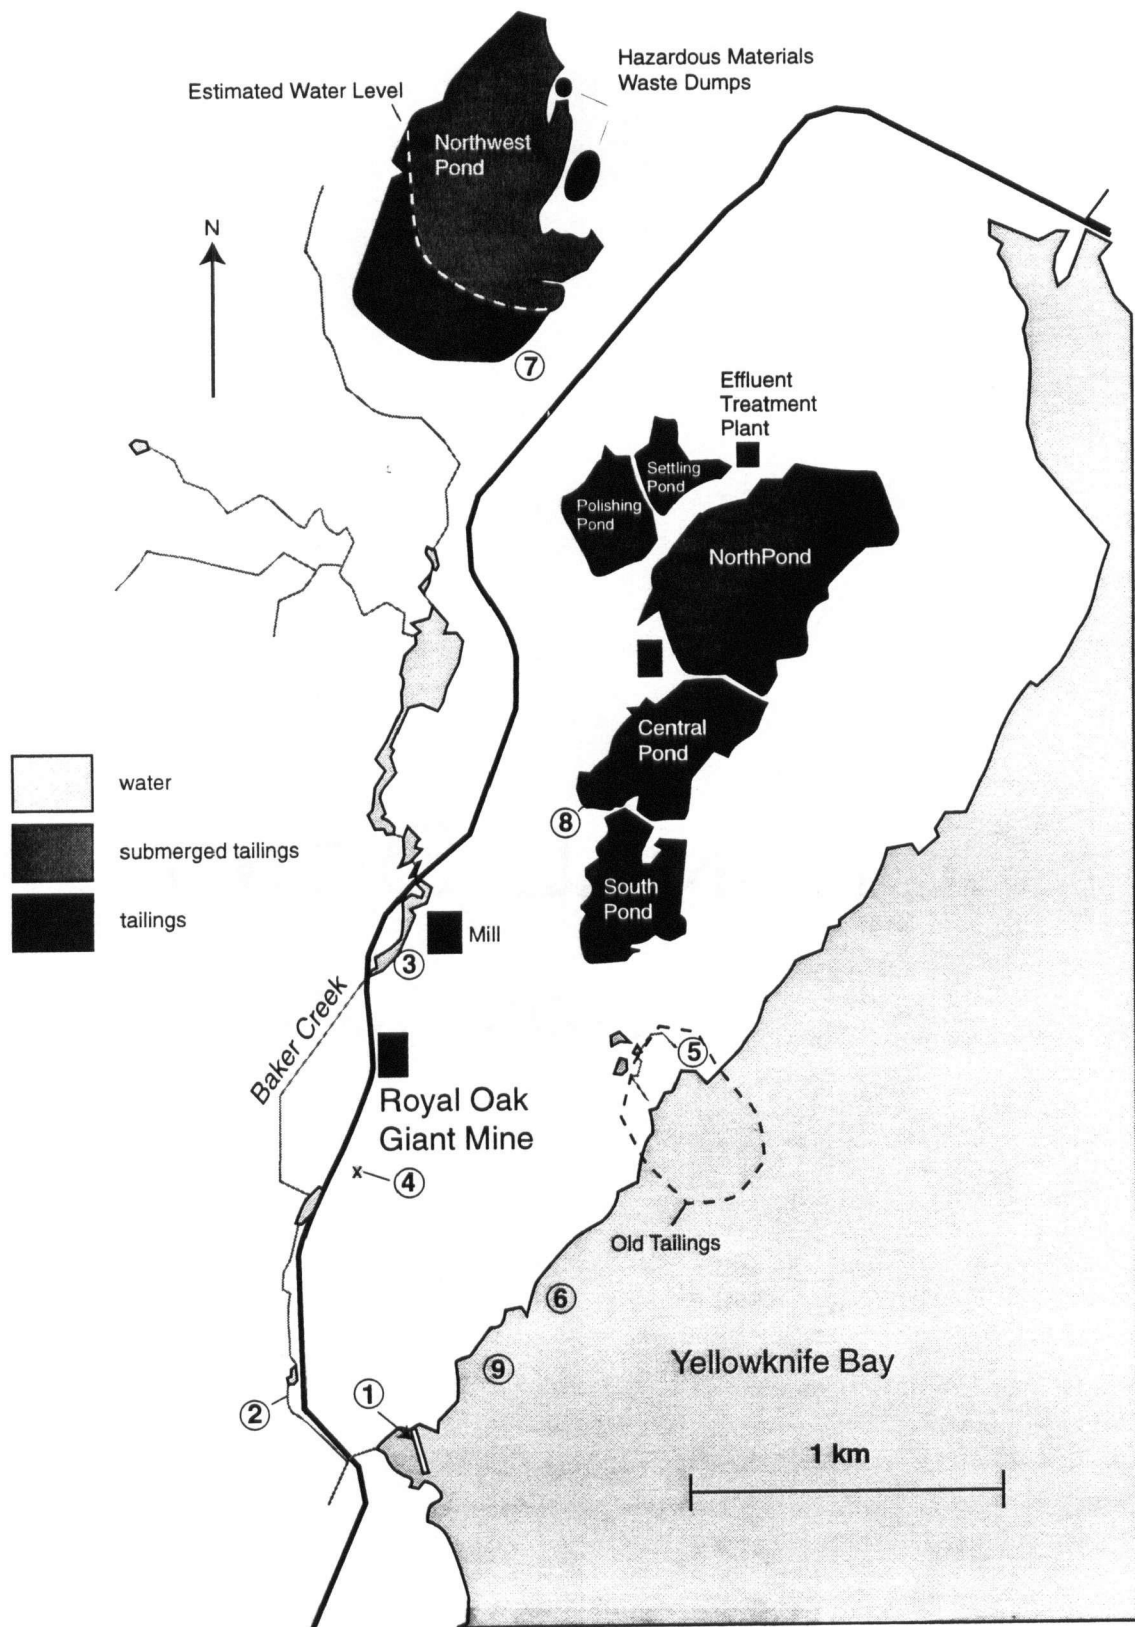 Hazardous Materials
Waste Dumps
Estimated Water Level
Northwest
Pond
N
7
Effluent
Treatment
Plant
Settling
Pond
Polishing
Pond
NorthPond
Central
Pond
water
8
submerged tailings
South
Pond
tailings
Mill
3
Baker Creek
5
Royal Oak
Giant Mine
x
4
Old Tailings
6
Yellowknife Bay
9
1
2
1 km